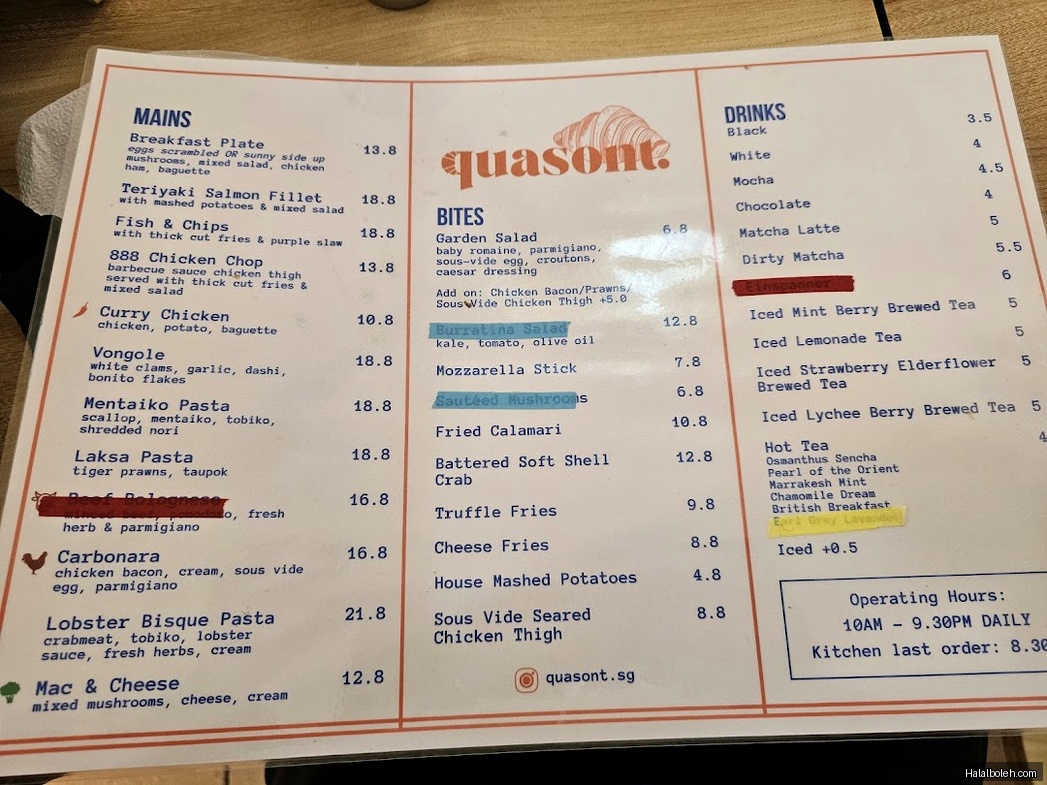 MAINS
Breakfast Plate 13.8
eggs scrambled OR sunny side up
mushrooms, mixed salad, chicken
ham, baguette
Teriyaki Salmon Fillet 18.8
with mashed potatoes & mixed salad
Fish & Chips 18.8
with thick cut fries & purple slaw
888 Chicken Chop 13.8
barbecue sauce chicken thigh
served with thick cut fries &
mixed salad
Curry Chicken 10.8
chicken, potato, baguette
Vongole 18.8
white clams, garlic, dashi,
bonito flakes
Mentaiko Pasta 18.8
scallop, mentaiko, tobiko,
shredded nori
Laksa Pasta 18.8
tiger prawns, taupok
Beef Bolognese 16.8
minced beef, pomodoro, fresh
herb & parmigiano
Carbonara 16.8
chicken bacon, cream, sous vide
egg, parmigiano
Lobster Bisque Pasta 21.8
crabmeat, tobiko, lobster
sauce, fresh herbs, cream
Mac & Cheese 12.8
mixed mushrooms, cheese, cream
quasont.
BITES
Garden Salad 6.8
baby romaine, parmigiano,
sous-vide egg, croutons,
caesar dressing
Add on: Chicken Bacon/Prawns/
Sous Vide Chicken Thigh +5.0
Burratina Salad 12.8
kale, tomato, olive oil
Mozzarella Stick 7.8
Sautéed Mushrooms 6.8
Fried Calamari 10.8
Battered Soft Shell 12.8
Crab
Truffle Fries 9.8
Cheese Fries 8.8
House Mashed Potatoes 4.8
Sous Vide Seared 8.8
Chicken Thigh
quasont.sg
DRINKS
Black 3.5
White 4
Mocha 4.5
Chocolate 4
Matcha Latte 5
Dirty Matcha 5.5
Einspanner 6
Iced Mint Berry Brewed Tea 5
Iced Lemonade Tea 5
Iced Strawberry Elderflower 5
Brewed Tea
Iced Lychee Berry Brewed Tea 5
Hot Tea 4
Osmanthus Sencha
Pearl of the Orient
Marrakesh Mint
Chamomile Dream
British Breakfast
Earl Grey Lavender
Iced +0.5
Operating Hours:
10AM - 9.30PM DAILY
Kitchen last order: 8.30
Halalboleh.com